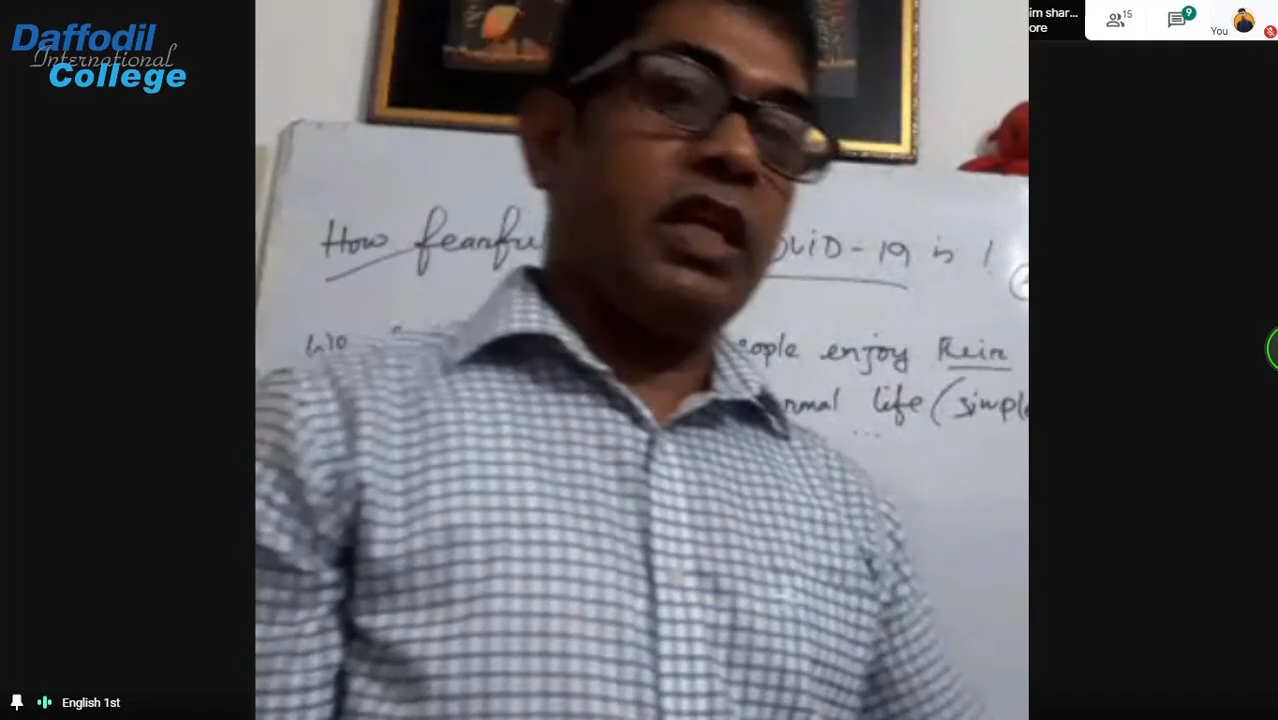 Daffodil
International
College
im shar...
ore
15
9
You
How fearfu
OVID-19 is!
eople enjoy their
rmal life (simple
...
English 1st